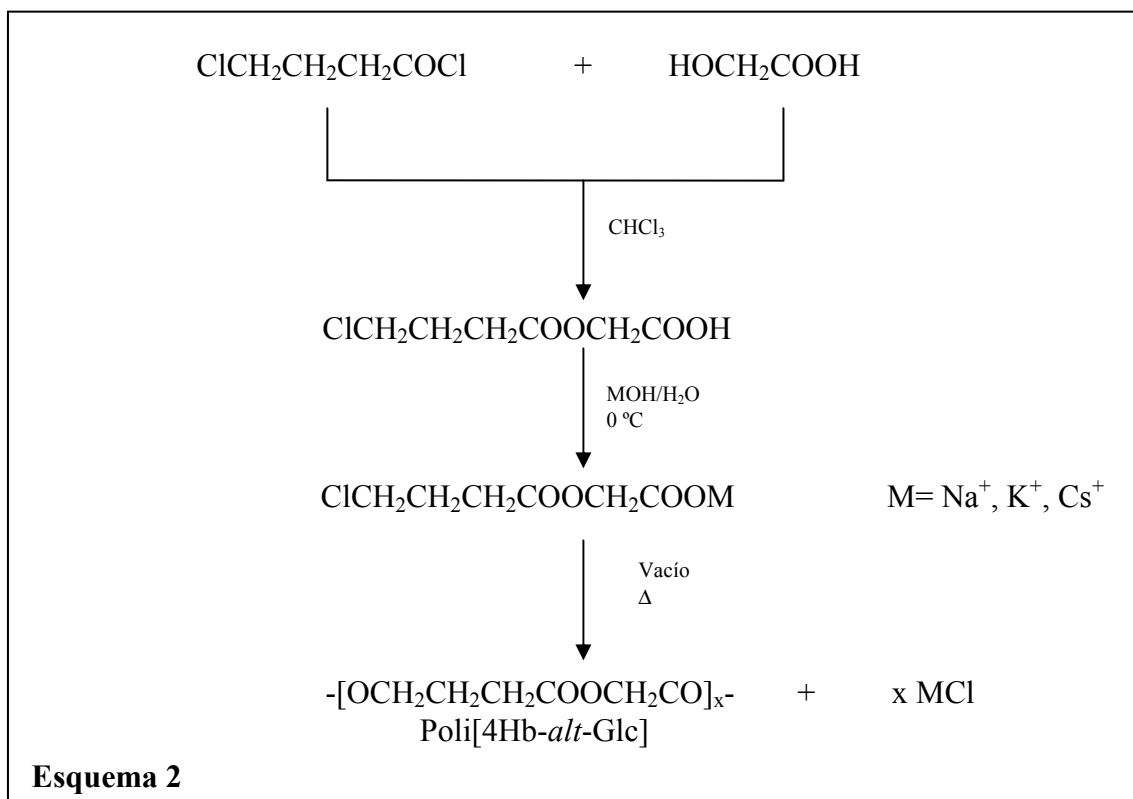 ClCH₂CH₂CH₂COCl + HOCH₂COOH
CHCl₃
ClCH₂CH₂CH₂COOCH₂COOH
MOH/H₂O
0 ºC
ClCH₂CH₂CH₂COOCH₂COOM M= Na⁺, K⁺, Cs⁺
Vacío
Δ
-[OCH₂CH₂CH₂COOCH₂CO]ₓ- + x MCl
Poli[4Hb-alt-Glc]
Esquema 2